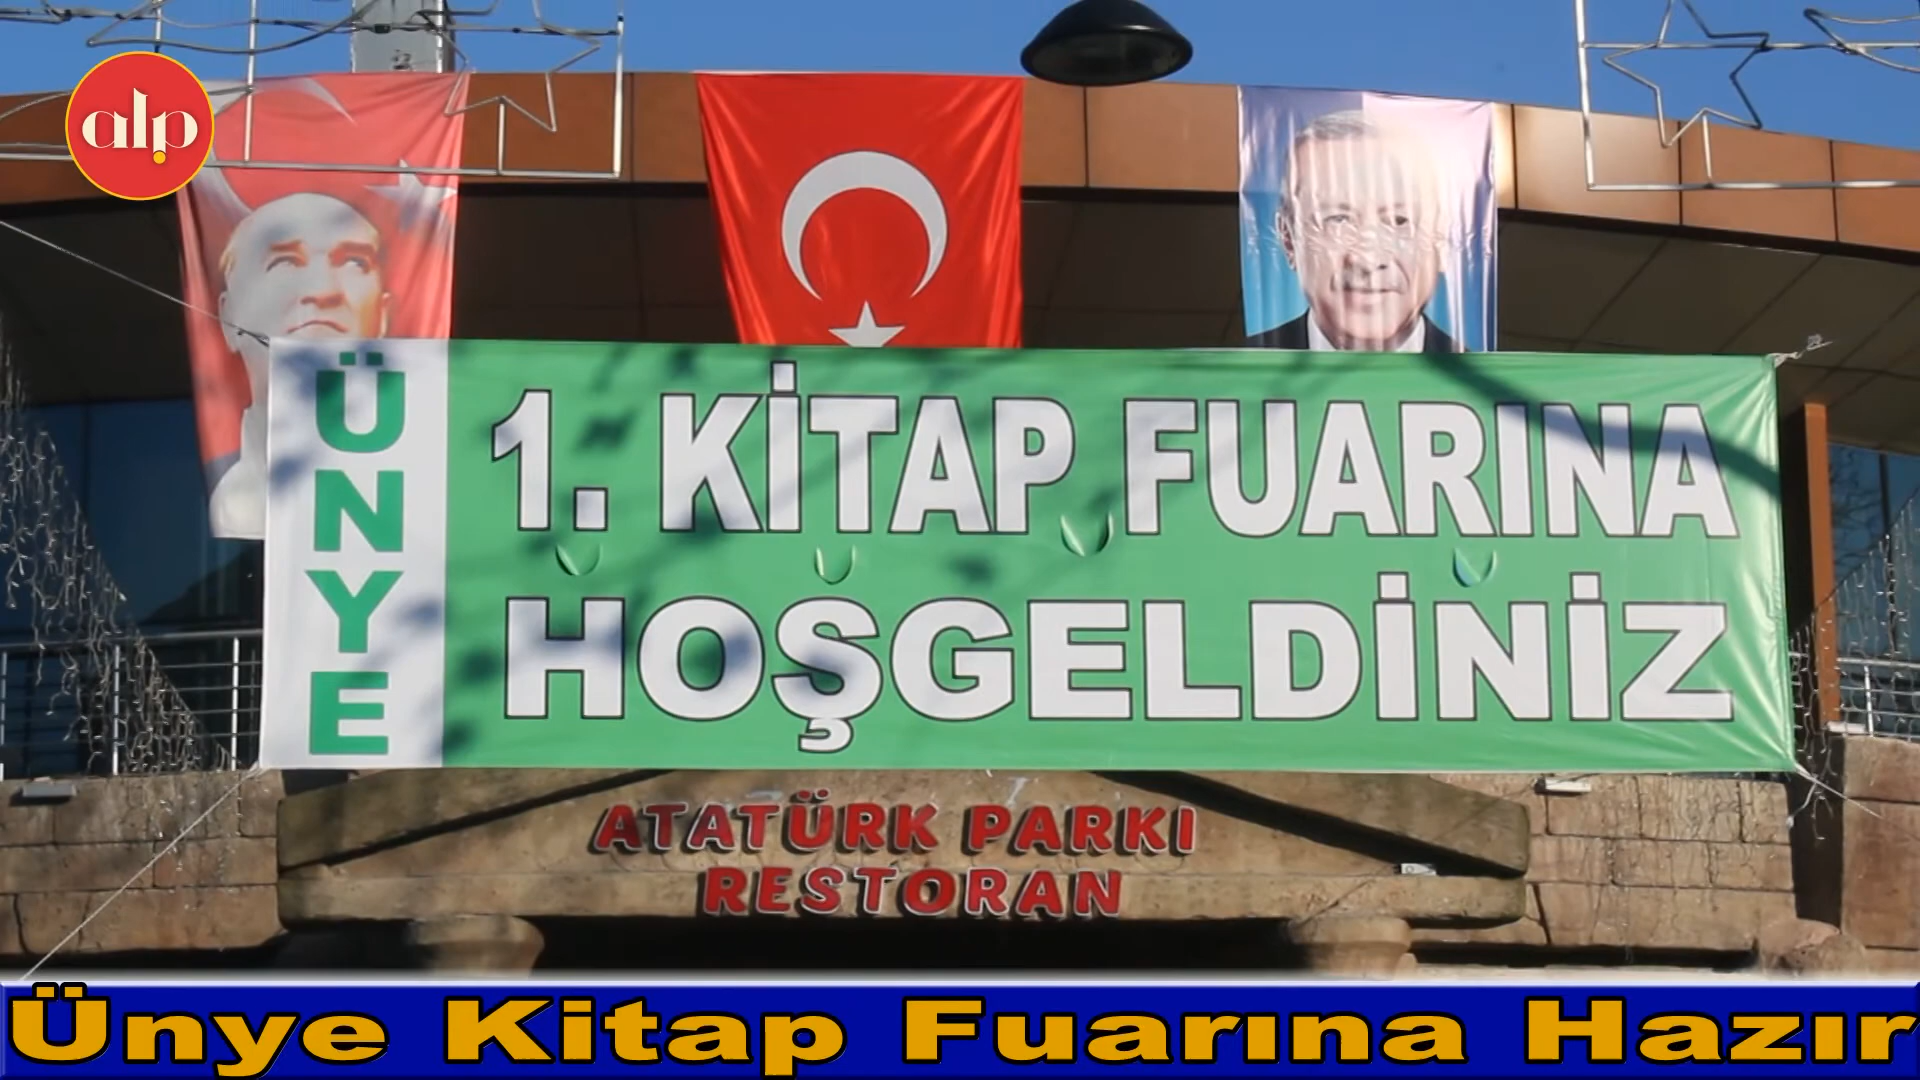 alp
ÜNYE
1. KİTAP FUARINA
HOŞGELDİNİZ
ATATÜRK PARKI
RESTORAN
Ünye Kitap Fuarına Hazır